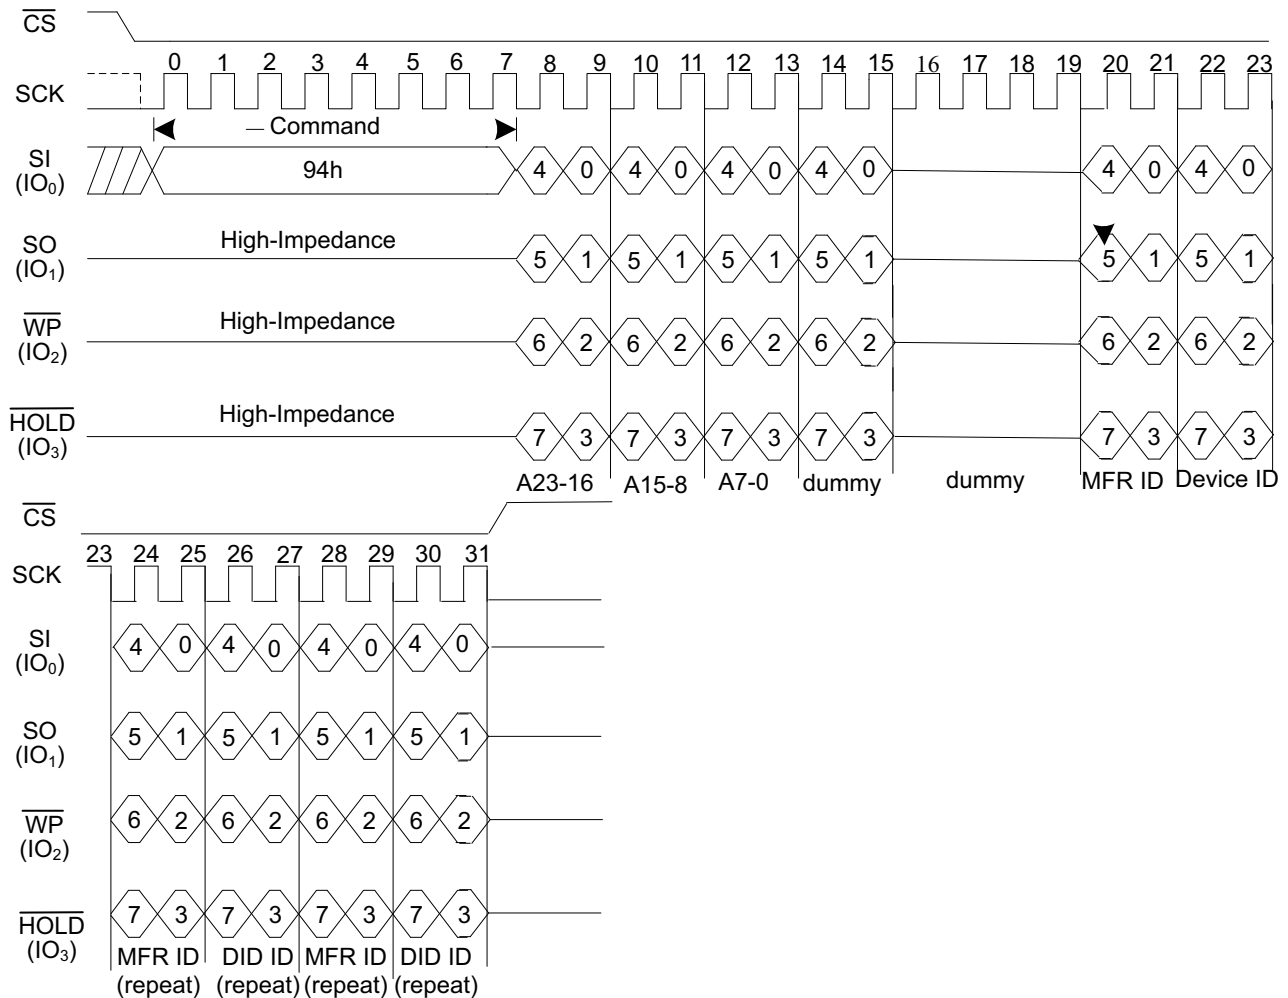 CS
0 1 2 3 4 5 6 7 8 9 10 11 12 13 14 15 16 17 18 19 20 21 22 23
SCK
Command
SI
(IO₀)
94h
4 0 4 0 4 0 4 0 4 0 4 0
SO
(IO₁)
High-Impedance
5 1 5 1 5 1 5 1 5 1 5 1
WP
(IO₂)
High-Impedance
6 2 6 2 6 2 6 2 6 2 6 2
HOLD
(IO₃)
High-Impedance
7 3 7 3 7 3 7 3 7 3 7 3
A23-16 A15-8 A7-0 dummy dummy MFR ID Device ID
CS
23 24 25 26 27 28 29 30 31
SCK
SI
(IO₀)
4 0 4 0 4 0 4 0
SO
(IO₁)
5 1 5 1 5 1 5 1
WP
(IO₂)
6 2 6 2 6 2 6 2
HOLD
(IO₃)
7 3 7 3 7 3 7 3
MFR ID DID ID MFR ID DID ID
(repeat) (repeat) (repeat) (repeat)